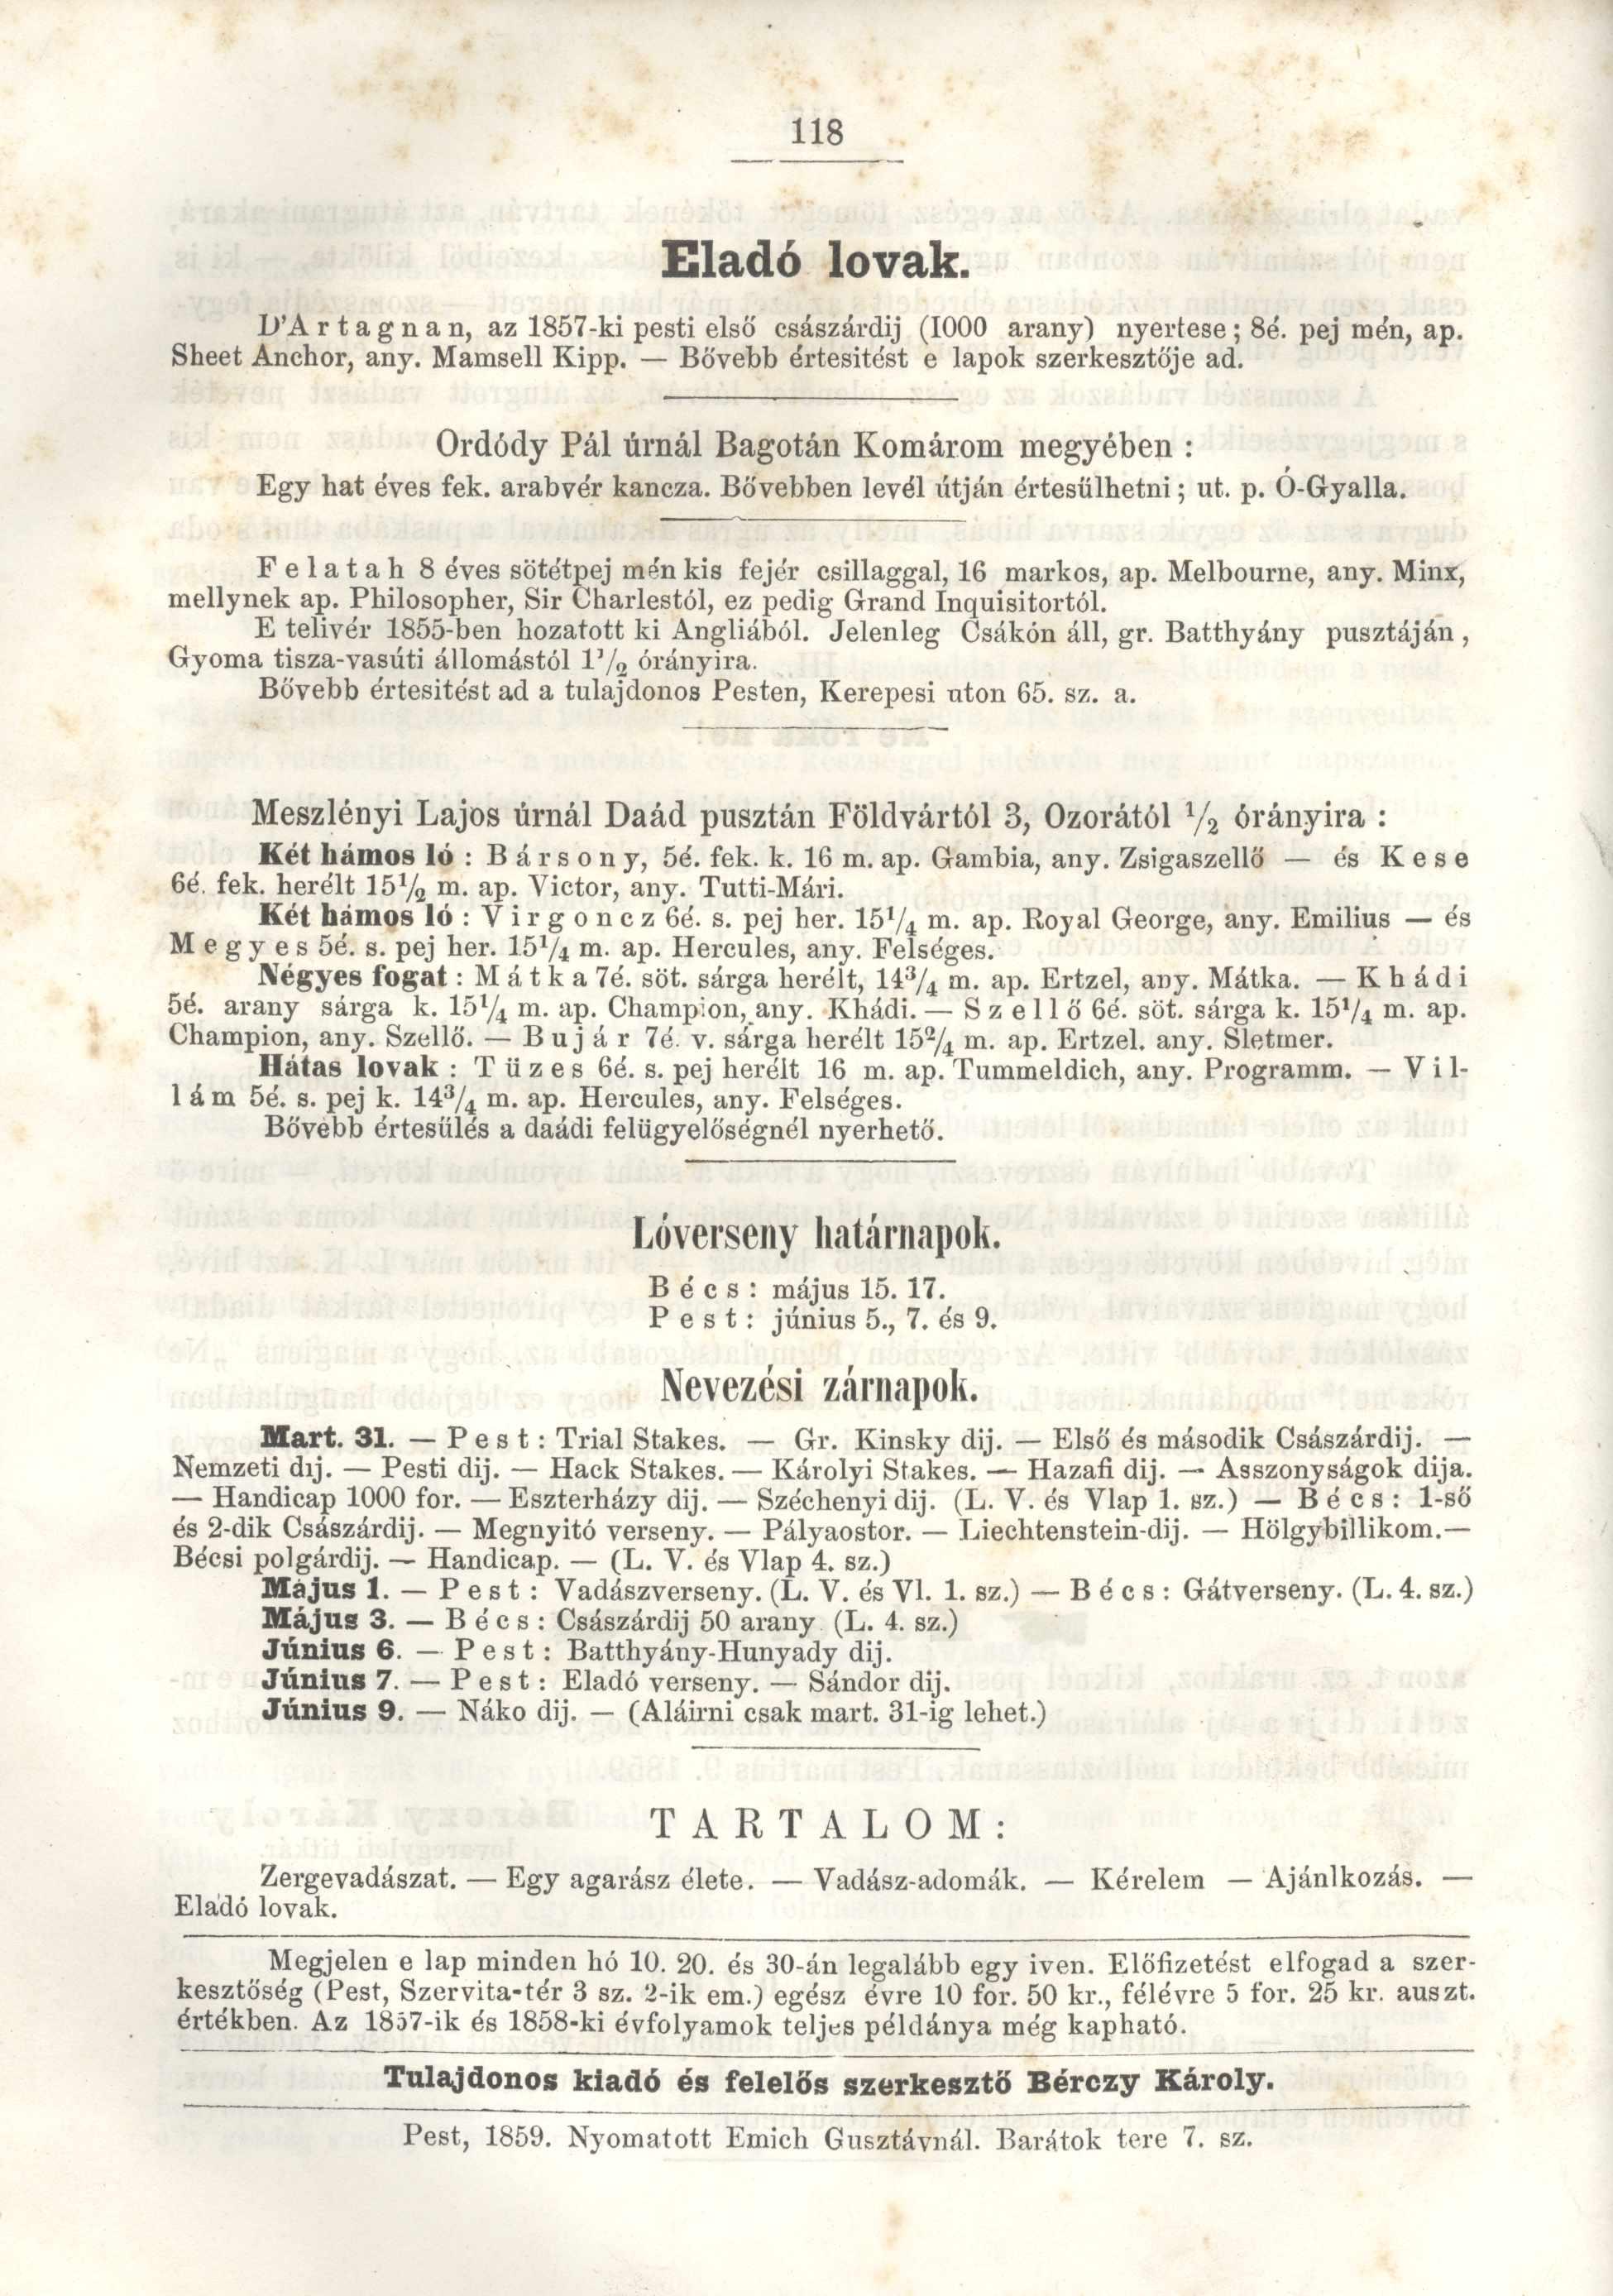 118
Eladó lovak.
D'Artagnan, az 1857-ki pesti első császárdij (1000 arany) nyertese; 8é. pej mén, ap.
Sheet Anchor, any. Mamsell Kipp. — Bővebb értesitést e lapok szerkesztője ad.
Ordódy Pál úrnál Bagotán Komárom megyében :
Egy hat éves fek. arabvér kancza. Bővebben levél útján értesülhetni; ut. p. Ó-Gyalla.
Felatah 8 éves sötétpej mén kis fejér csillaggal, 16 markos, ap. Melbourne, any. Minx,
mellynek ap. Philosopher, Sir Charlestól, ez pedig Grand Inquisitortól.
E telivér 1855-ben hozatott ki Angliából. Jelenleg Csákón áll, gr. Batthyány pusztáján,
Gyoma tisza-vasúti állomástól 1¹/₂ órányira.
Bővebb értesitést ad a tulajdonos Pesten, Kerepesi uton 65. sz. a.
Meszlényi Lajos úrnál Daád pusztán Földvártól 3, Ozorától ¹/₂ órányira :
Két hámos ló : Bársony, 5é. fek. k. 16 m. ap. Gambia, any. Zsigaszellő — és Kese
6é. fek. herélt 15¹/₂ m. ap. Victor, any. Tutti-Mári.
Két hámos ló : Virgoncz 6é. s. pej her. 15¹/₄ m. ap. Royal George, any. Emilius — és
Megyes 5é. s. pej her. 15¹/₄ m. ap. Hercules, any. Felséges.
Négyes fogat : Mátka 7é. söt. sárga herélt, 14³/₄ m. ap. Ertzel, any. Mátka. — Khádi
5é. arany sárga k. 15¹/₄ m. ap. Champion, any. Khádi. — Szellő 6é. söt. sárga k. 15¹/₄ m. ap.
Champion, any. Szellő. — Bujár 7é. v. sárga herélt 15²/₄ m. ap. Ertzel. any. Sletmer.
Hátas lovak : Tüzes 6é. s. pej herélt 16 m. ap. Tummeldich, any. Programm. — Vil-
lám 5é. s. pej k. 14³/₄ m. ap. Hercules, any. Felséges.
Bővebb értesülés a daádi felügyelőségnél nyerhető.
Lóverseny határnapok.
Bécs: május 15. 17.
Pest: június 5., 7. és 9.
Nevezési zárnapok.
Mart. 31. — Pest: Trial Stakes. — Gr. Kinsky dij. — Első és második Császárdij. —
Nemzeti dij. — Pesti dij. — Hack Stakes. — Károlyi Stakes. — Hazafi dij. — Asszonyságok dija.
— Handicap 1000 for. — Eszterházy dij. — Széchenyi dij. (L. V. és Vlap 1. sz.) — Bécs: 1-ső
és 2-dik Császárdij. — Megnyitó verseny. — Pályaostor. — Liechtenstein-dij. — Hölgybillikom.—
Bécsi polgárdij. — Handicap. — (L. V. és Vlap 4. sz.)
Május 1. — Pest: Vadászverseny. (L. V. és Vl. 1. sz.) — Bécs: Gátverseny. (L. 4. sz.)
Május 3. — Bécs: Császárdij 50 arany (L. 4. sz.)
Június 6. — Pest: Batthyány-Hunyady dij.
Június 7. — Pest: Eladó verseny. — Sándor dij.
Június 9. — Náko dij. — (Aláirni csak mart. 31-ig lehet.)
TARTALOM:
Zergevadászat. — Egy agarász élete. — Vadász-adomák. — Kérelem — Ajánlkozás. —
Eladó lovak.
Megjelen e lap minden hó 10. 20. és 30-án legalább egy iven. Előfizetést elfogad a szer-
kesztőség (Pest, Szervita-tér 3 sz. 2-ik em.) egész évre 10 for. 50 kr., félévre 5 for. 25 kr. auszt.
értékben. Az 1857-ik és 1858-ki évfolyamok teljes példánya még kapható.
Tulajdonos kiadó és felelős szerkesztő Bérczy Károly.
Pest, 1859. Nyomatott Emich Gusztávnál. Barátok tere 7. sz.